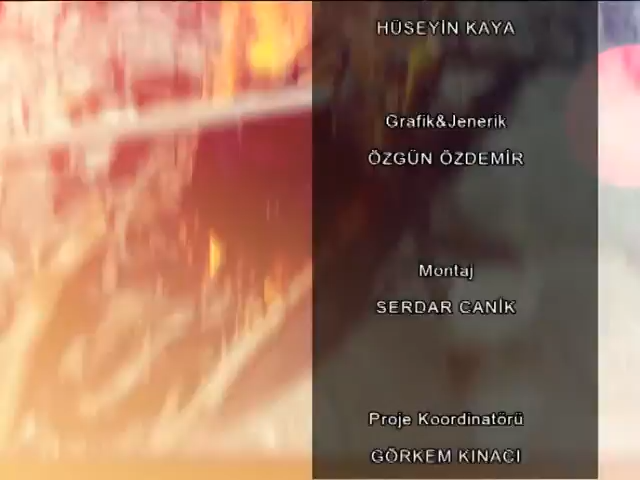 HÜSEYİN KAYA
Grafik&Jenerik
ÖZGÜN ÖZDEMİR
Montaj
SERDAR CANİK
Proje Koordinatörü
GÖRKEM KINACI